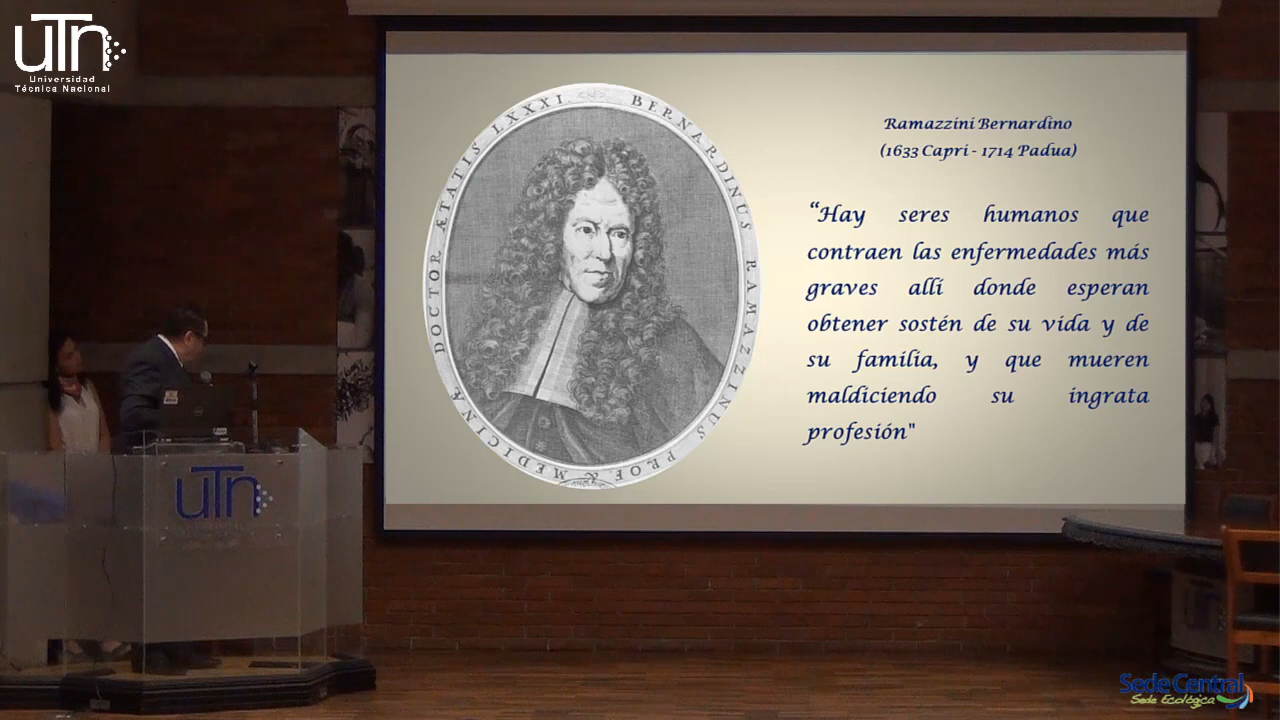 UTn
Universidad
Técnica Nacional
DOCTOR ÆTATIS LXXXI BERNARDINUS RAMAZZINUS PROF. & MEDICINÆ
Ramazzini Bernardino
(1633 Capri - 1714 Padua)
“Hay seres humanos que
contraen las enfermedades más
graves allí donde esperan
obtener sostén de su vida y de
su familia, y que mueren
maldiciendo su ingrata
profesión"
UTn
Sede Central
Sede Ecológica